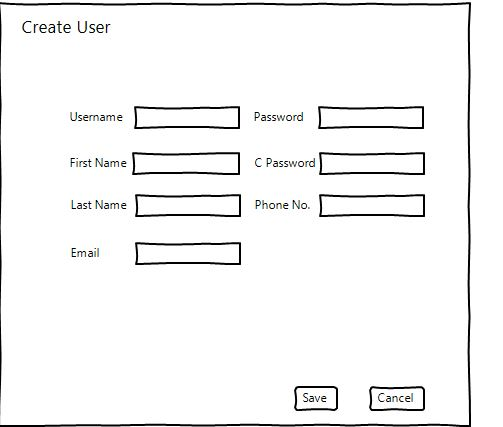 Create User
Username Password
First Name C Password
Last Name Phone No.
Email
Save Cancel